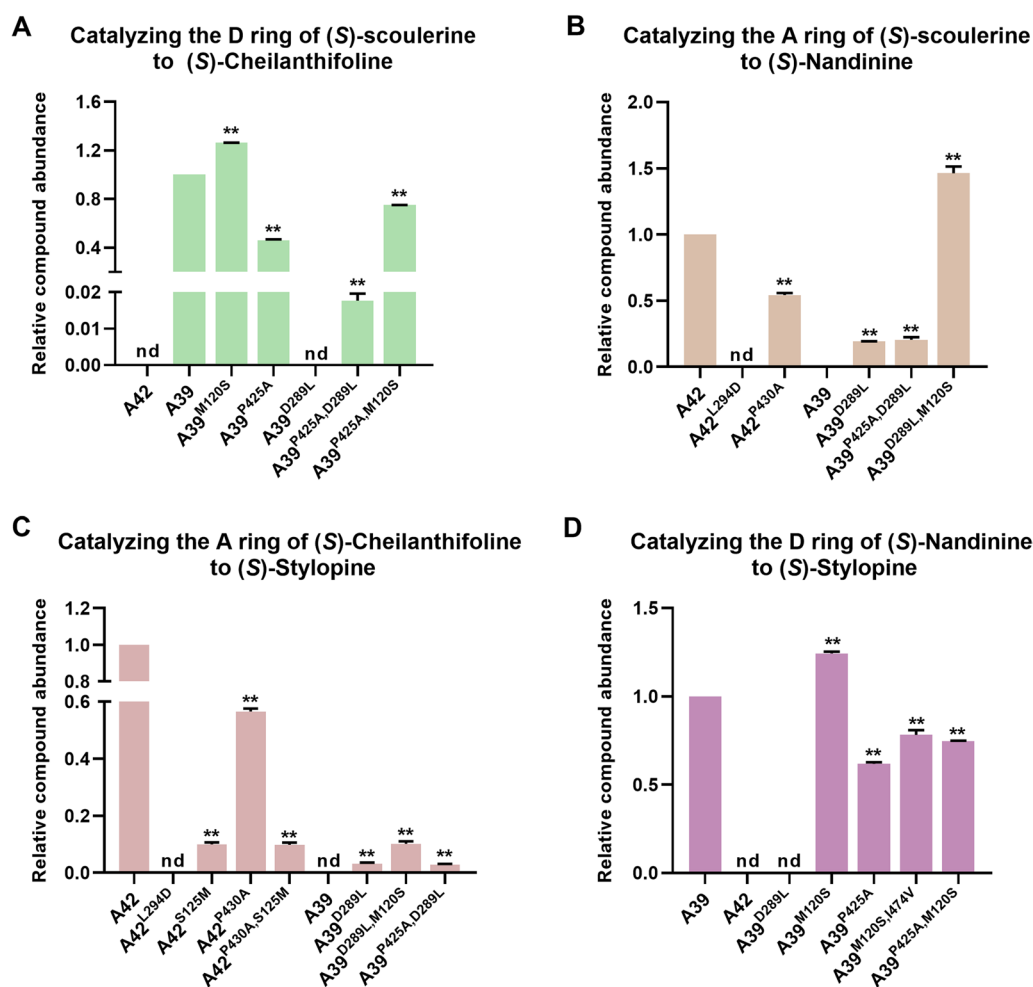 A
Catalyzing the D ring of (S)-scoulerine
to (S)-Cheilanthifoline
Relative compound abundance
1.6
1.2
0.8
0.4
0.02
0.01
0.00
nd
**
**
nd
**
**
A42
A39
A39M120S
A39P425A
A39D289L
A39P425A,D289L
A39P425A,M120S
B
Catalyzing the A ring of (S)-scoulerine
to (S)-Nandinine
Relative compound abundance
2.0
1.5
1.0
0.5
0.0
nd
**
**
**
**
A42
A42L294D
A42P430A
A39
A39D289L
A39P425A,D289L
A39D289L,M120S
C
Catalyzing the A ring of (S)-Cheilanthifoline
to (S)-Stylopine
Relative compound abundance
1.2
1.0
0.8
0.6
0.4
0.2
0.0
nd
**
**
**
nd
**
**
**
A42
A42L294D
A42S125M
A42P430A
A42P430A,S125M
A39
A39D289L
A39D289L,M120S
A39P425A,D289L
D
Catalyzing the D ring of (S)-Nandinine
to (S)-Stylopine
Relative compound abundance
1.5
1.0
0.5
0.0
nd
nd
**
**
**
**
A39
A42
A39D289L
A39M120S
A39P425A
A39M120S,I474V
A39P425A,M120S